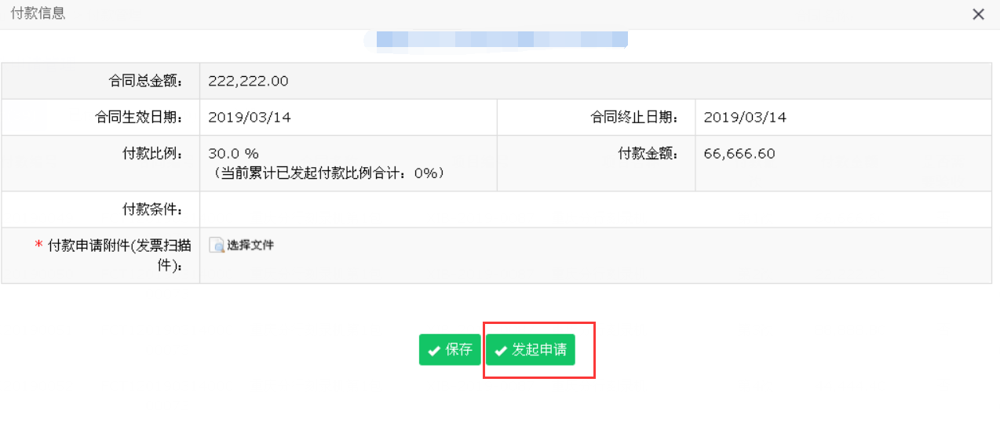 付款信息
合同总金额： 222,222.00
合同生效日期： 2019/03/14 合同终止日期： 2019/03/14
付款比例： 30.0 % 付款金额： 66,666.60
（当前累计已发起付款比例合计：0%）
付款条件：
* 付款申请附件(发票扫描 选择文件
件)：
保存 发起申请